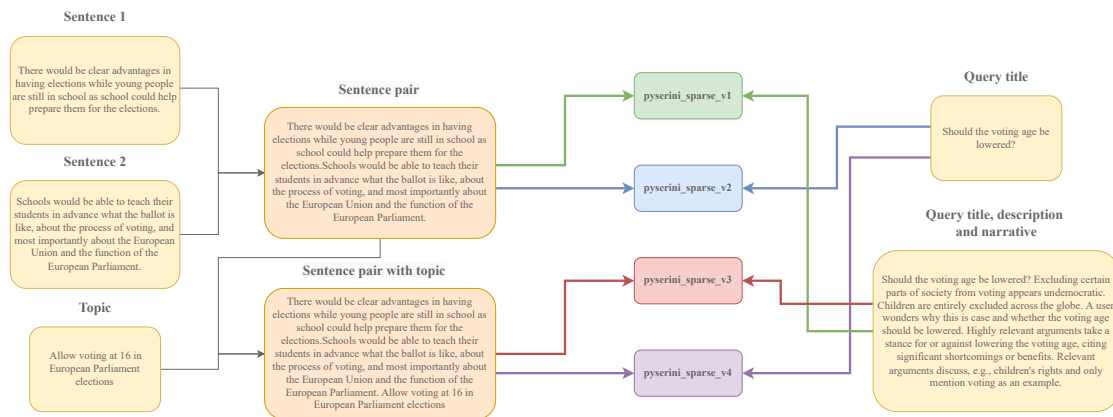 Sentence 1
There would be clear advantages in
having elections while young people
are still in school as school could help
prepare them for the elections.
Sentence 2
Schools would be able to teach their
students in advance what the ballot is
like, about the process of voting, and
most importantly about the European
Union and the function of the
European Parliament.
Topic
Allow voting at 16 in
European Parliament
elections
Sentence pair
There would be clear advantages in having
elections while young people are still in school as
school could help prepare them for the
elections.Schools would be able to teach their
students in advance what the ballot is like, about
the process of voting, and most importantly about
the European Union and the function of the
European Parliament.
Sentence pair with topic
There would be clear advantages in having
elections while young people are still in school as
school could help prepare them for the
elections.Schools would be able to teach their
students in advance what the ballot is like, about
the process of voting, and most importantly about
the European Union and the function of the
European Parliament. Allow voting at 16 in
European Parliament elections
pyserini_sparse_v1
pyserini_sparse_v2
pyserini_sparse_v3
pyserini_sparse_v4
Query title
Should the voting age be
lowered?
Query title, description
and narrative
Should the voting age be lowered? Excluding certain
parts of society from voting appears undemocratic.
Children are entirely excluded across the globe. A user
wonders why this is case and whether the voting age
should be lowered. Highly relevant arguments take a
stance for or against lowering the voting age, citing
significant shortcomings or benefits. Relevant
arguments discuss, e.g., children's rights and only
mention voting as an example.